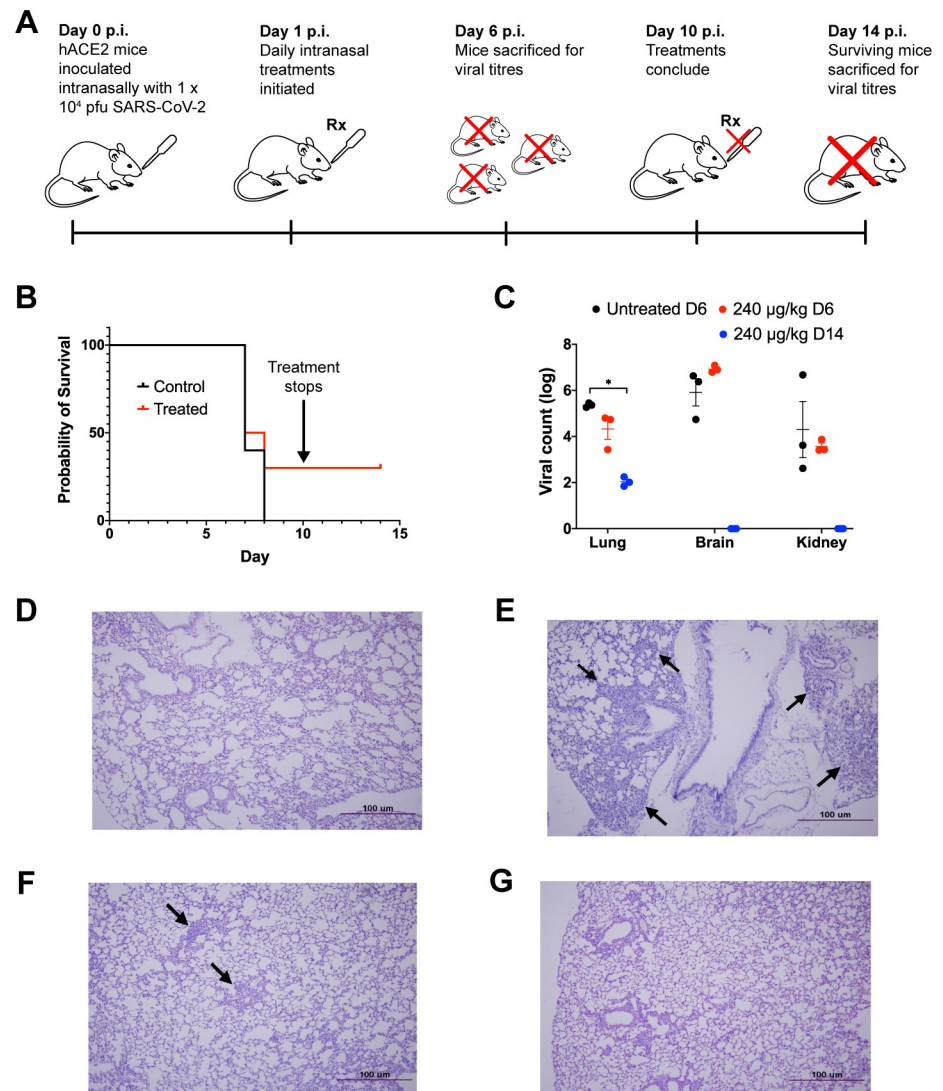 A
Day 0 p.i.
hACE2 mice
inoculated
intranasally with 1 x
10⁴ pfu SARS-CoV-2
Day 1 p.i.
Daily intranasal
treatments
initiated
Rx
Day 6 p.i.
Mice sacrificed for
viral titres
Day 10 p.i.
Treatments
conclude
Rx
Day 14 p.i.
Surviving mice
sacrificed for
viral titres
B
Probability of Survival
100
50
0
Control
Treated
Treatment
stops
0 5 10 15
Day
C
Untreated D6 240 µg/kg D6
240 µg/kg D14
Viral count (log)
8
6
4
2
0
*
Lung Brain Kidney
D
100 um
E
100 um
F
100 um
G
100 um